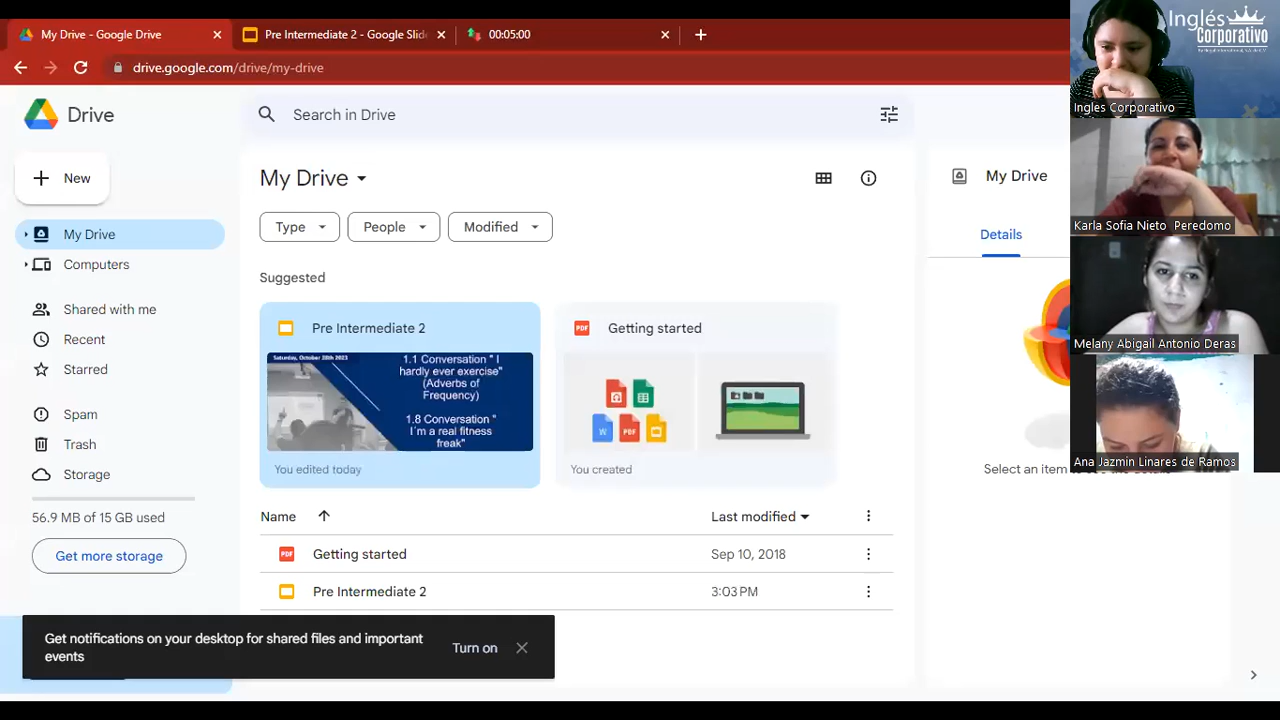 My Drive - Google Drive
Pre Intermediate 2 - Google Slide
00:05:00
drive.google.com/drive/my-drive
Drive
Search in Drive
New
My Drive
Type
People
Modified
My Drive
Details
My Drive
Computers
Shared with me
Recent
Starred
Spam
Trash
Storage
56.9 MB of 15 GB used
Get more storage
Suggested
Pre Intermediate 2
Saturday, October 28th 2023
1.1 Conversation " I
hardly ever exercise"
(Adverbs of
Frequency)
1.8 Conversation "
I´m a real fitness
freak"
You edited today
PDF
Getting started
W
PDF
You created
Name
Last modified
PDF
Getting started
Sep 10, 2018
Pre Intermediate 2
3:03 PM
Get notifications on your desktop for shared files and important
events
Turn on
Inglés
Corporativo
Ingles Corporativo
Karla Sofia Nieto Peredomo
Melany Abigail Antonio Deras
Ana Jazmin Linares de Ramos